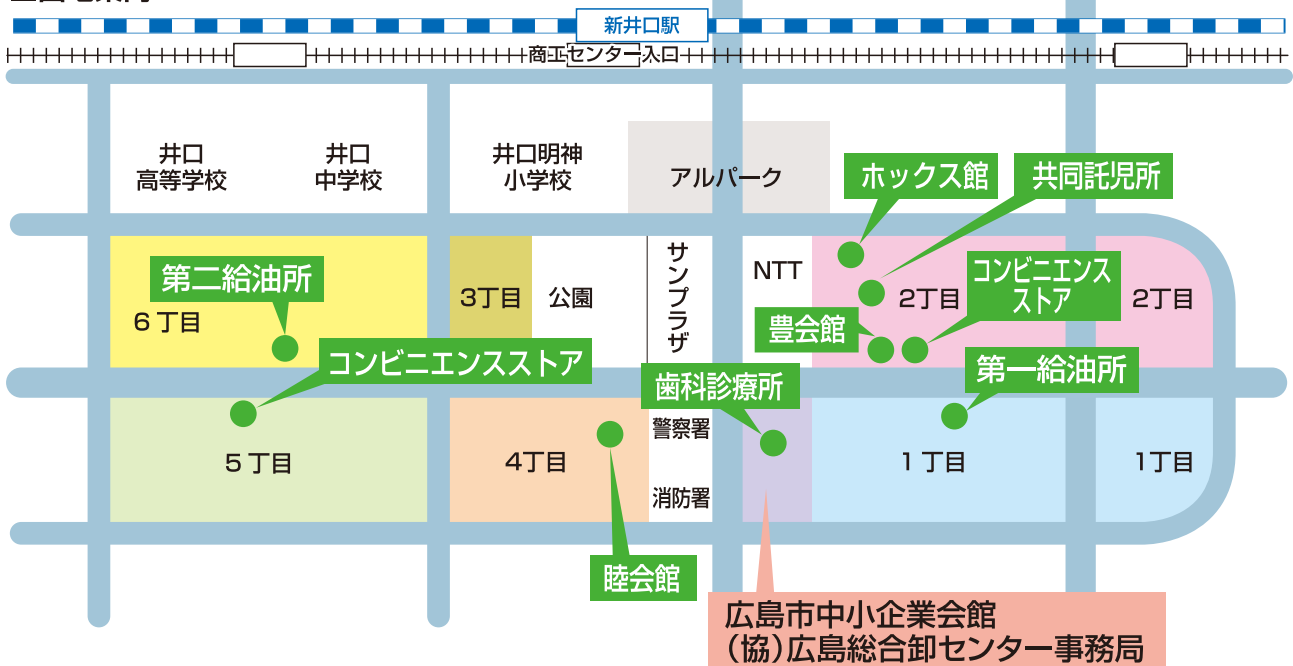 新井口駅
商工センター入口
井口
高等学校
井口
中学校
井口明神
小学校
アルパーク
ホックス館
共同託児所
第二給油所
6丁目
3丁目
公園
サンプラザ
NTT
コンビニエンス
ストア
2丁目
2丁目
豊会館
コンビニエンスストア
歯科診療所
第一給油所
5丁目
4丁目
警察署
消防署
1丁目
1丁目
睦会館
広島市中小企業会館
(協)広島総合卸センター事務局